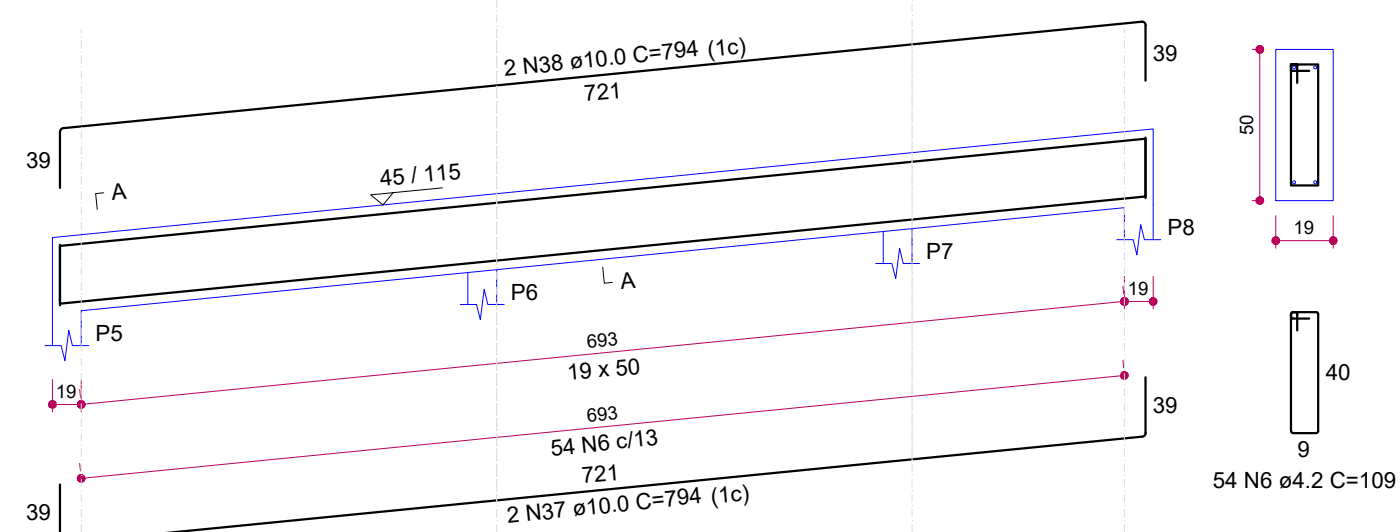 2 N38 ø10.0 C=794 (1c)
721
39
39
A
45 / 115
50
19
P8
P7
A
P6
P5
19
693
19 x 50
19
40
9
54 N6 ø4.2 C=109
693
54 N6 c/13
39
721
2 N37 ø10.0 C=794 (1c)
39